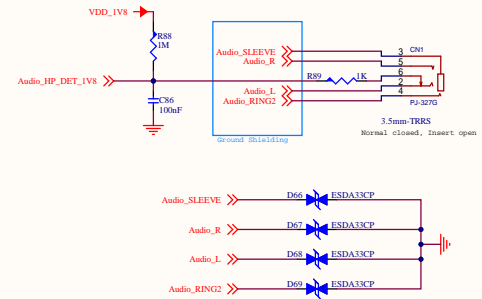 VDD_1V8
R88
1M
Audio_HP_DET_1V8
C86
100nF
Audio_SLEEVE
Audio_R
R89
1K
Audio_L
Audio_RING2
Ground Shielding
CN1
3
5
6
2
4
PJ-327G
3.5mm-TRRS
Normal closed, Insert open
Audio_SLEEVE
D66
ESDA33CP
Audio_R
D67
ESDA33CP
Audio_L
D68
ESDA33CP
Audio_RING2
D69
ESDA33CP